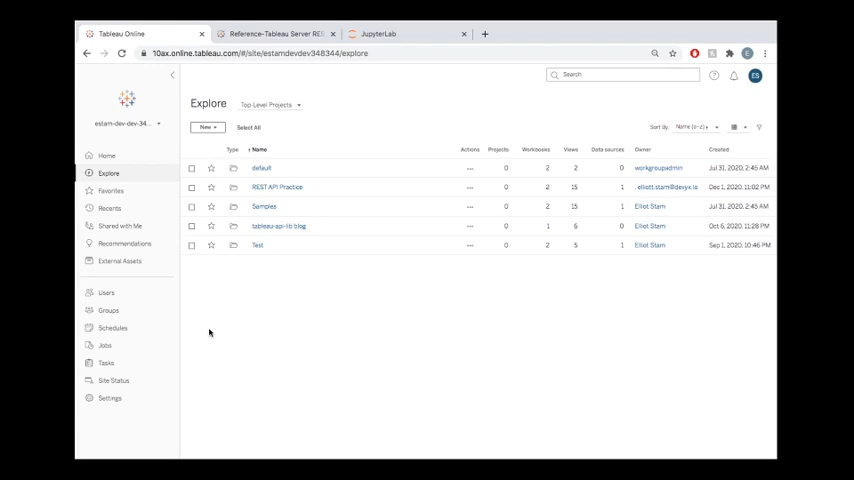 Tableau Online
Reference-Tableau Server RES
JupyterLab
10ax.online.tableau.com/#/site/estamdevdev348344/explore
E
Search
ES
estam-dev-dev-34...
Explore
Top-Level Projects
New
Select All
Sort By: Name (a-z)
Type Name Actions Projects Workbooks Views Data sources Owner Created
default 0 2 2 0 workgroupadmin Jul 31, 2020, 2:45 AM
REST API Practice 0 2 15 1 .elliott.stam@devyx.io Dec 1, 2020, 11:02 PM
Samples 0 2 15 1 Elliot Stam Jul 31, 2020, 2:45 AM
tableau-api-lib blog 0 1 6 0 Elliot Stam Oct 6, 2020, 11:28 PM
Test 0 2 5 1 Elliot Stam Sep 1, 2020, 10:46 PM
Home
Explore
Favorites
Recents
Shared with Me
Recommendations
External Assets
Users
Groups
Schedules
Jobs
Tasks
Site Status
Settings